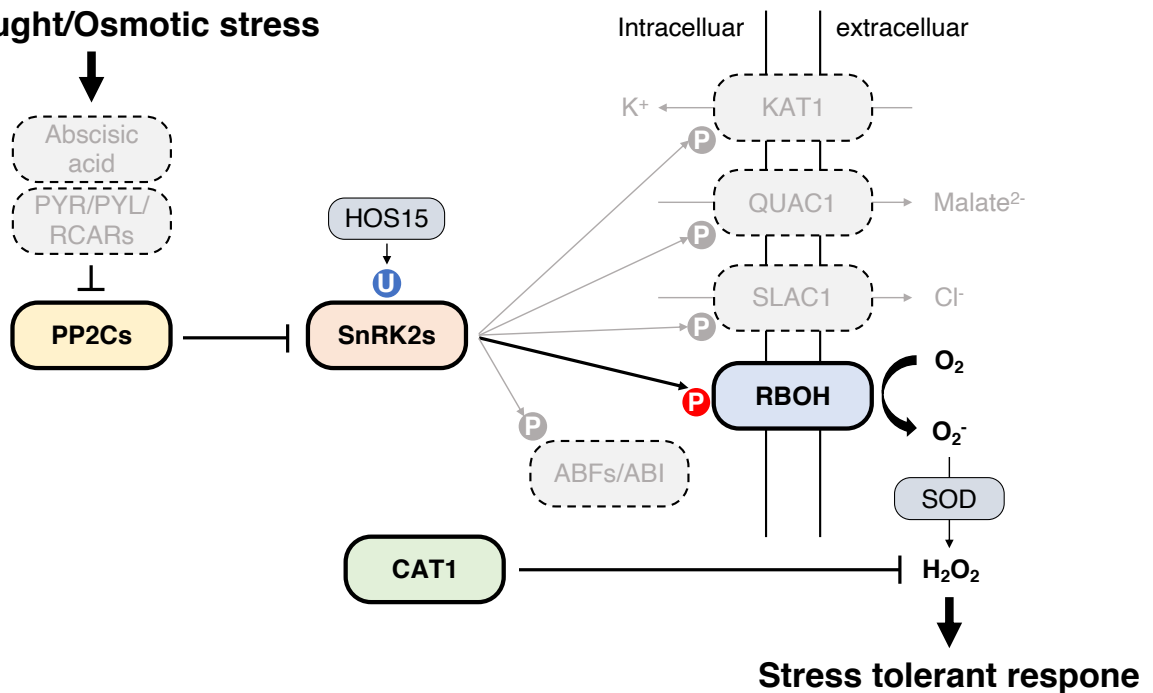 ught/Osmotic stress
Intracelluar
extracelluar
Abscisic
acid
PYR/PYL/
RCARs
PP2Cs
HOS15
U
SnRK2s
K⁺
KAT1
P
QUAC1
Malate²⁻
P
SLAC1
Cl⁻
P
RBOH
P
O₂
O₂⁻
P
ABFs/ABI
SOD
CAT1
H₂O₂
Stress tolerant respone